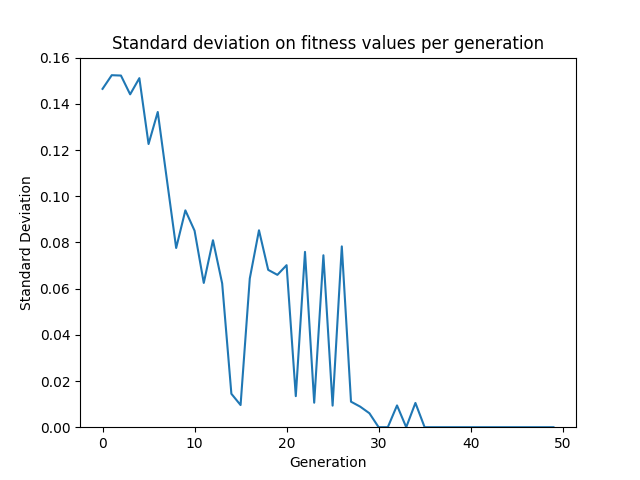 Standard deviation on fitness values per generation
0.16
0.14
0.12
0.10
0.08
0.06
0.04
0.02
0.00
Standard Deviation
0 10 20 30 40 50
Generation